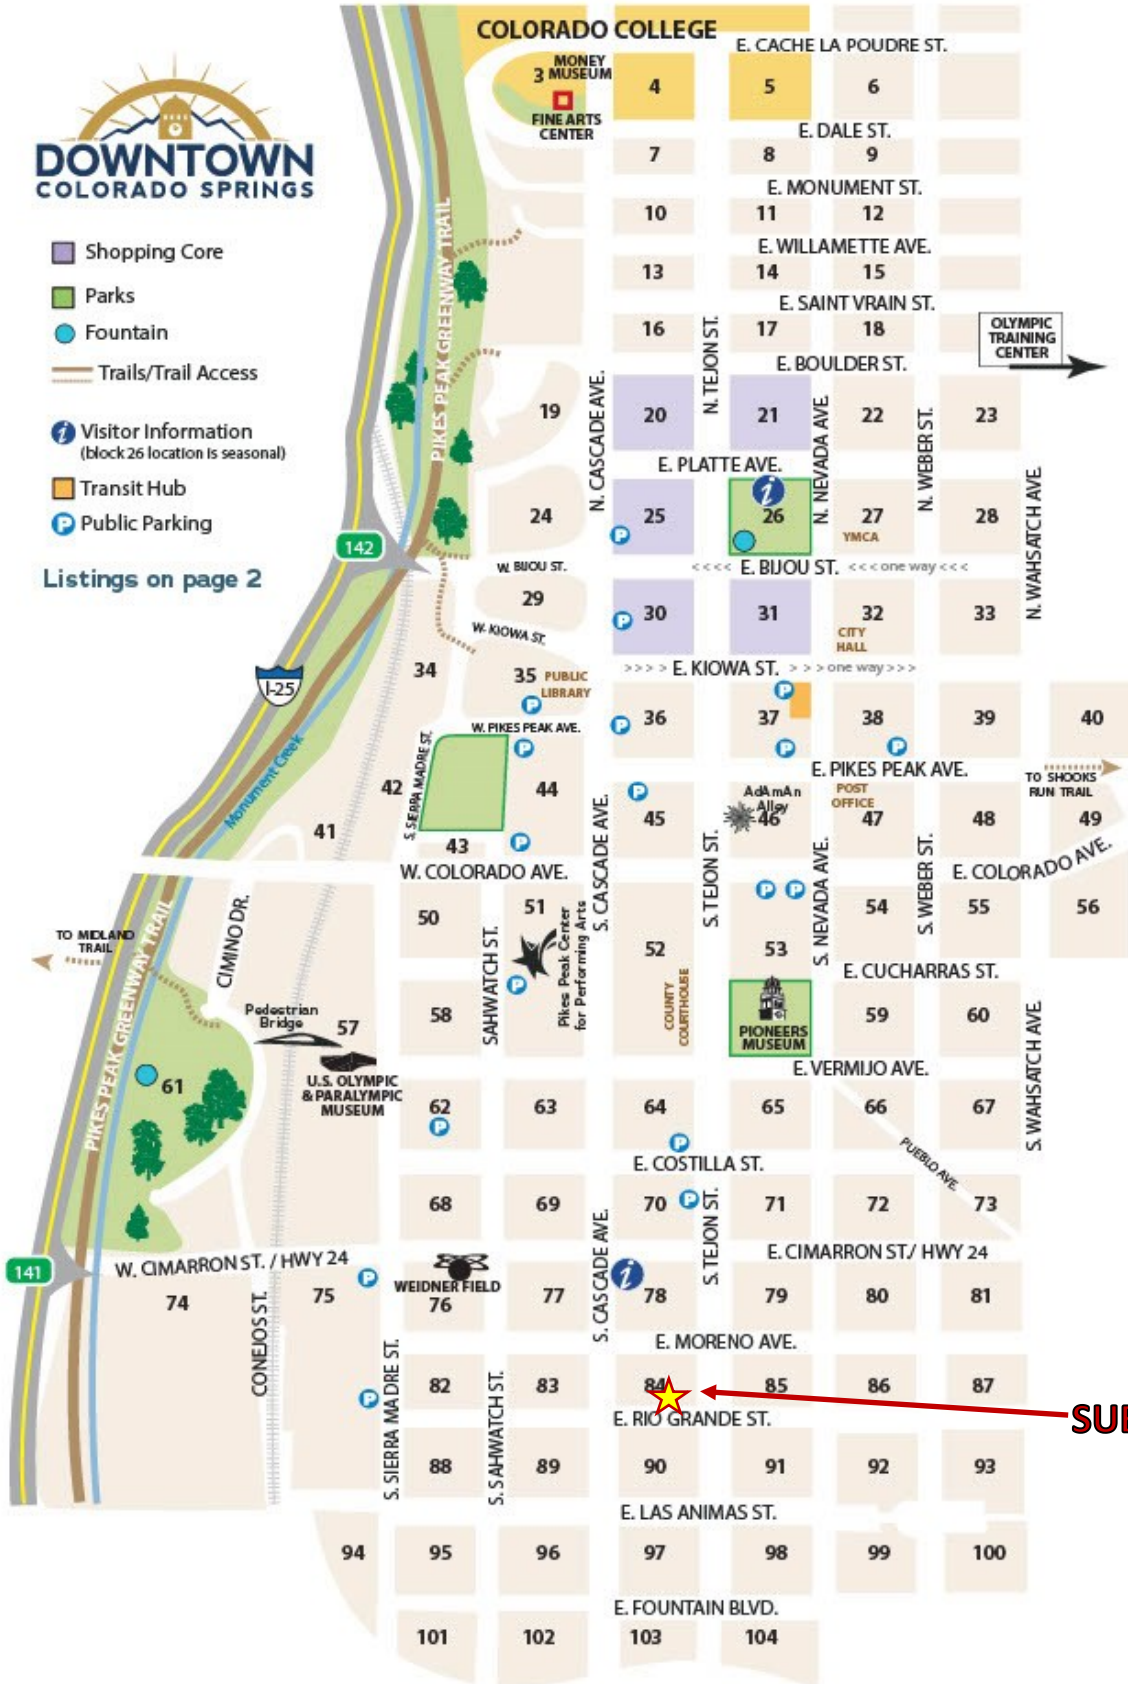 DOWNTOWN
COLORADO SPRINGS
Shopping Core
Parks
Fountain
Trails/Trail Access
Visitor Information
(block 26 location is seasonal)
Transit Hub
P Public Parking
Listings on page 2
COLORADO COLLEGE
E. CACHE LA POUDRE ST.
MONEY
3 MUSEUM
FINE ARTS
CENTER
4
5
6
E. DALE ST.
7
8
9
E. MONUMENT ST.
10
11
12
E. WILLAMETTE AVE.
13
14
15
E. SAINT VRAIN ST.
16
17
18
OLYMPIC
TRAINING
CENTER
E. BOULDER ST.
PIKES PEAK GREENWAY TRAIL
N. CASCADE AVE.
N. TEJON ST.
N. NEVADA AVE.
N. WEBER ST.
N. WAHSATCH AVE.
19
20
21
22
23
E. PLATTE AVE.
24
P
25
i
26
27
YMCA
28
142
W. BIJOU ST.
<<<< E. BIJOU ST. <<<one way<<<
29
P
30
31
32
CITY
HALL
33
W. KIOWA ST.
>>>> E. KIOWA ST. >>>one way>>>
I-25
34
35 PUBLIC
LIBRARY
P
P
36
P
37
P
38
P
39
40
W. PIKES PEAK AVE.
E. PIKES PEAK AVE.
TO SHOOKS
RUN TRAIL
S. SIERRA MADRE ST.
Monument Creek
41
42
43
P
44
P
P
45
AdAmAn
Alley
46
POST
OFFICE
47
48
49
S. CASCADE AVE.
S. TEJON ST.
S. NEVADA AVE.
S. WEBER ST.
W. COLORADO AVE.
E. COLORADO AVE.
PIKES PEAK GREENWAY TRAIL
TO MIDLAND
TRAIL
CIMINO DR.
50
51
Pikes Peak Center
for Performing Arts
P
SAHWATCH ST.
52
COUNTY
COURTHOUSE
P
P
53
54
55
56
E. CUCHARRAS ST.
Pedestrian
Bridge
57
58
PIONEERS
MUSEUM
59
60
U.S. OLYMPIC
& PARALYMPIC
MUSEUM
E. VERMIJO AVE.
S. WAHSATCH AVE.
61
62
P
63
64
P
65
66
67
PUEBLO AVE.
E. COSTILLA ST.
68
69
70
P
71
72
73
141
W. CIMARRON ST. / HWY 24
E. CIMARRON ST./ HWY 24
S. CASCADE AVE.
S. TEJON ST.
74
75
P
WEIDNER FIELD
76
77
i
78
79
80
81
CONEJOS ST.
E. MORENO AVE.
S. SIERRA MADRE ST.
S. SAHWATCH ST.
P
82
83
84
85
86
87
E. RIO GRANDE ST.
88
89
90
91
92
93
E. LAS ANIMAS ST.
94
95
96
97
98
99
100
E. FOUNTAIN BLVD.
101
102
103
104